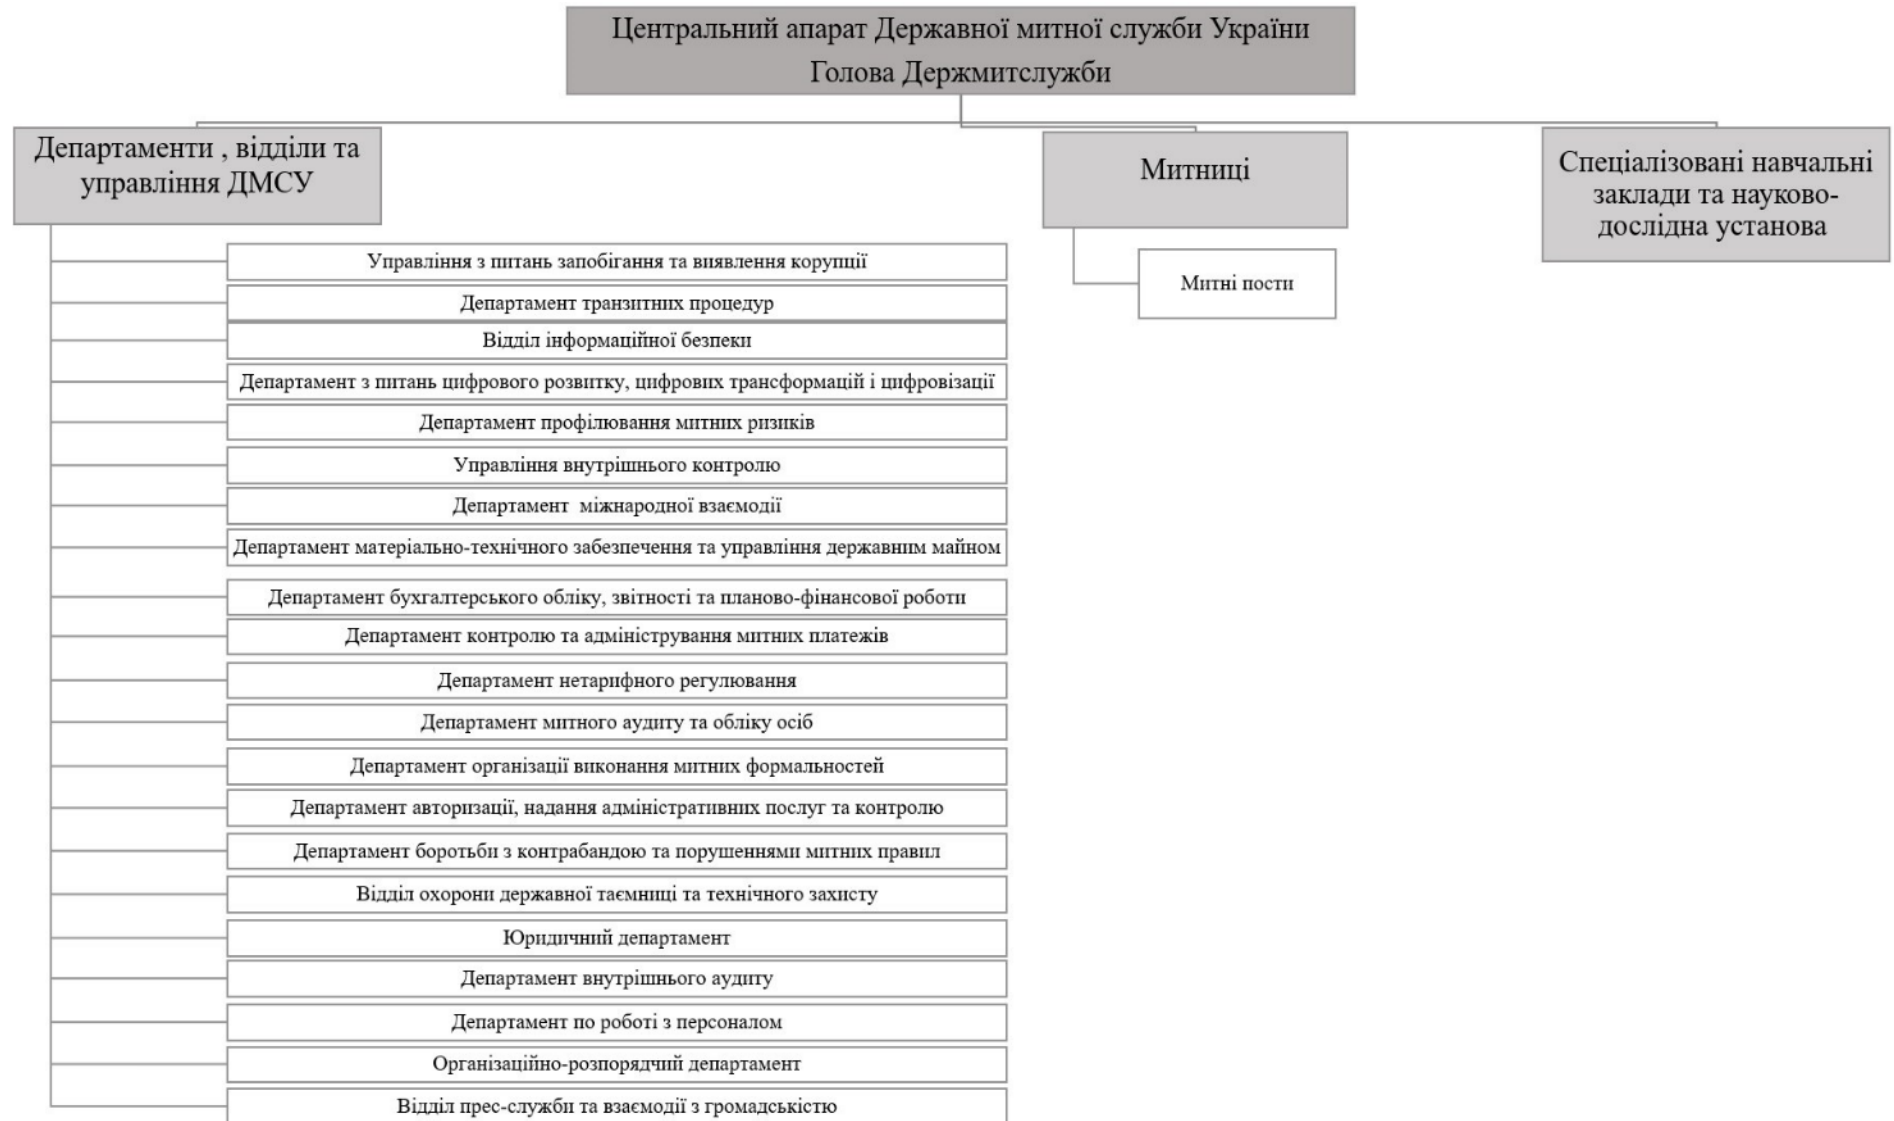 Центральний апарат Державної митної служби України
Голова Держмитслужби
Департаменти , відділи та
управління ДМСУ
Митниці
Спеціалізовані навчальні
заклади та науково-
дослідна установа
Управління з питань запобігання та виявлення корупції
Митні пости
Департамент транзитних процедур
Відділ інформаційної безпеки
Департамент з питань цифрового розвитку, цифрових трансформацій і цифровізації
Департамент профілювання митних ризиків
Управління внутрішнього контролю
Департамент  міжнародної взаємодії
Департамент матеріально-технічного забезпечення та управління державним майном
Департамент бухгалтерського обліку, звітності та планово-фінансової роботи
Департамент контролю та адміністрування митних платежів
Департамент нетарифного регулювання
Департамент митного аудиту та обліку осіб
Департамент організації виконання митних формальностей
Департамент авторизації, надання адміністративних послуг та контролю
Департамент боротьби з контрабандою та порушеннями митних правил
Відділ охорони державної таємниці та технічного захисту
Юридичний департамент
Департамент внутрішнього аудиту
Департамент по роботі з персоналом
Організаційно-розпорядчий департамент
Відділ прес-служби та взаємодії з громадськістю